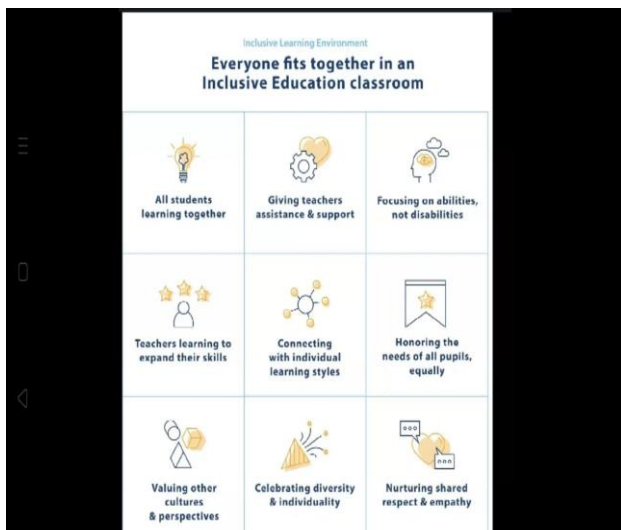 Inclusive Learning Environment
Everyone fits together in an
Inclusive Education classroom
All students
learning together
Giving teachers
assistance & support
Focusing on abilities,
not disabilities
Teachers learning to
expand their skills
Connecting
with individual
learning styles
Honoring the
needs of all pupils,
equally
Valuing other
cultures
& perspectives
Celebrating diversity
& individuality
Nurturing shared
respect & empathy